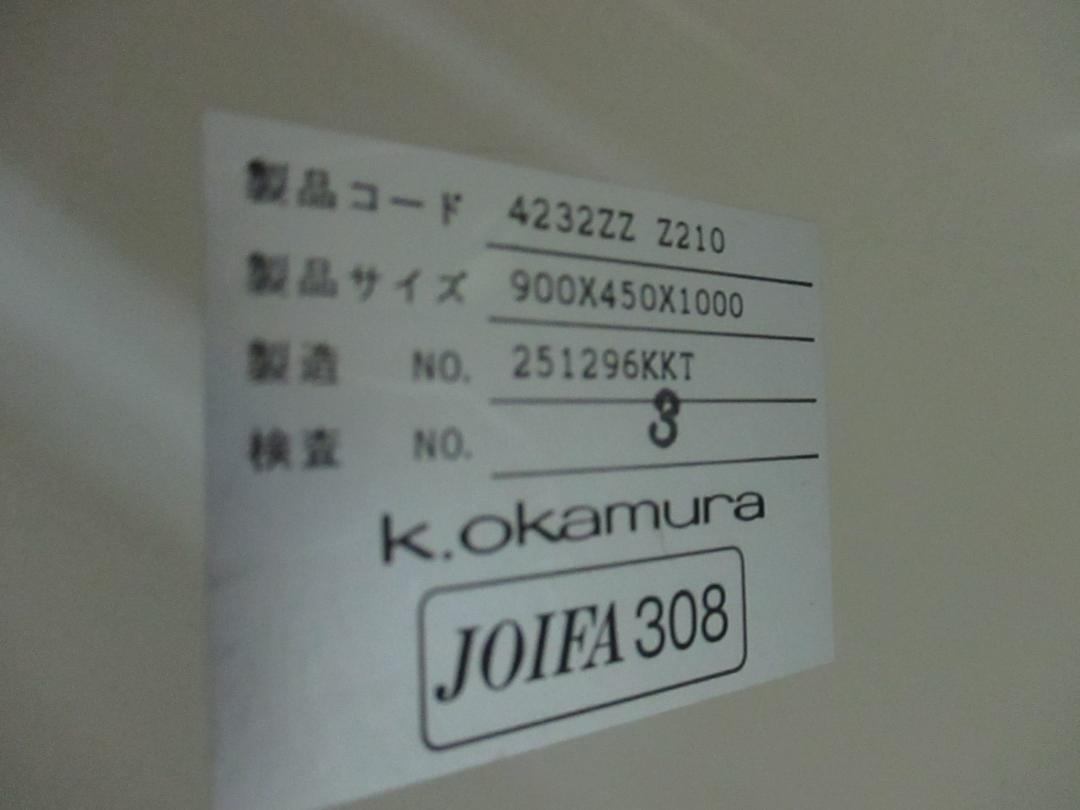 製品コード 4232ZZ Z210
製品サイズ 900X450X1000
製造 NO. 251296KKT
検査 NO. 3
k.okamura
JOIFA 308